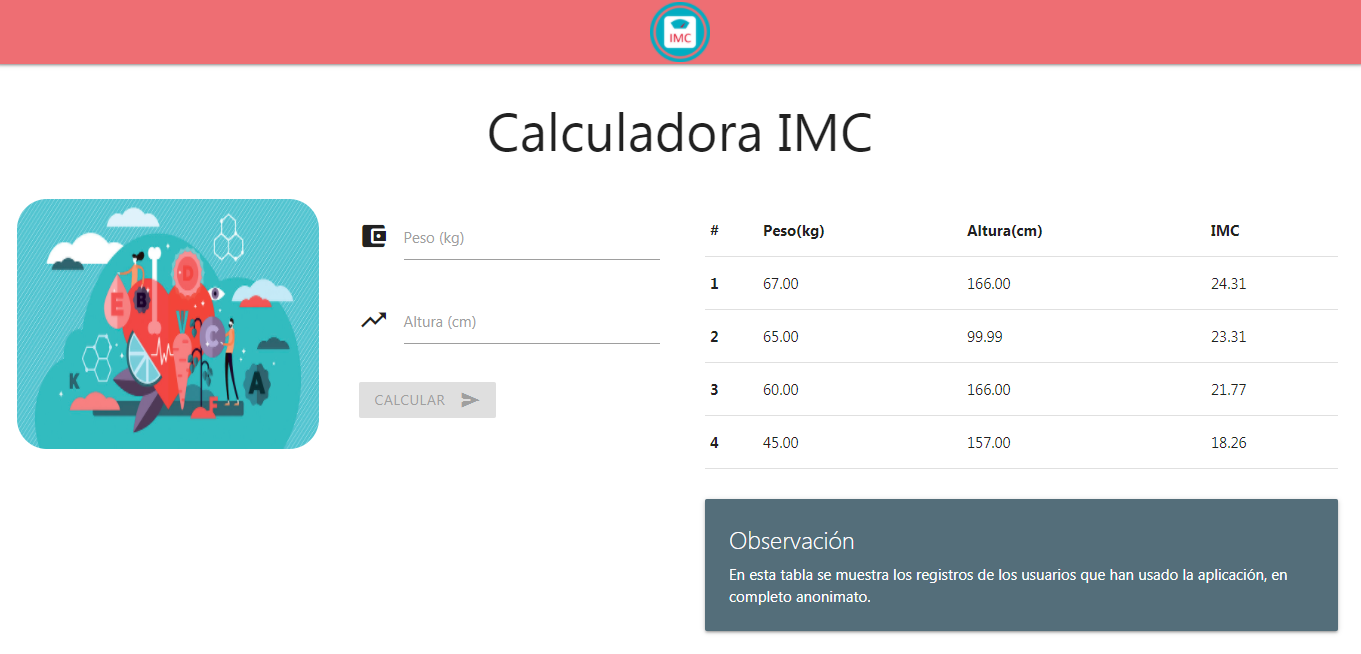 IMC
Calculadora IMC
E
B
D
C
K
F
A
Peso (kg)
Altura (cm)
CALCULAR
# Peso(kg) Altura(cm) IMC
1 67.00 166.00 24.31
2 65.00 99.99 23.31
3 60.00 166.00 21.77
4 45.00 157.00 18.26
Observación
En esta tabla se muestra los registros de los usuarios que han usado la aplicación, en
completo anonimato.